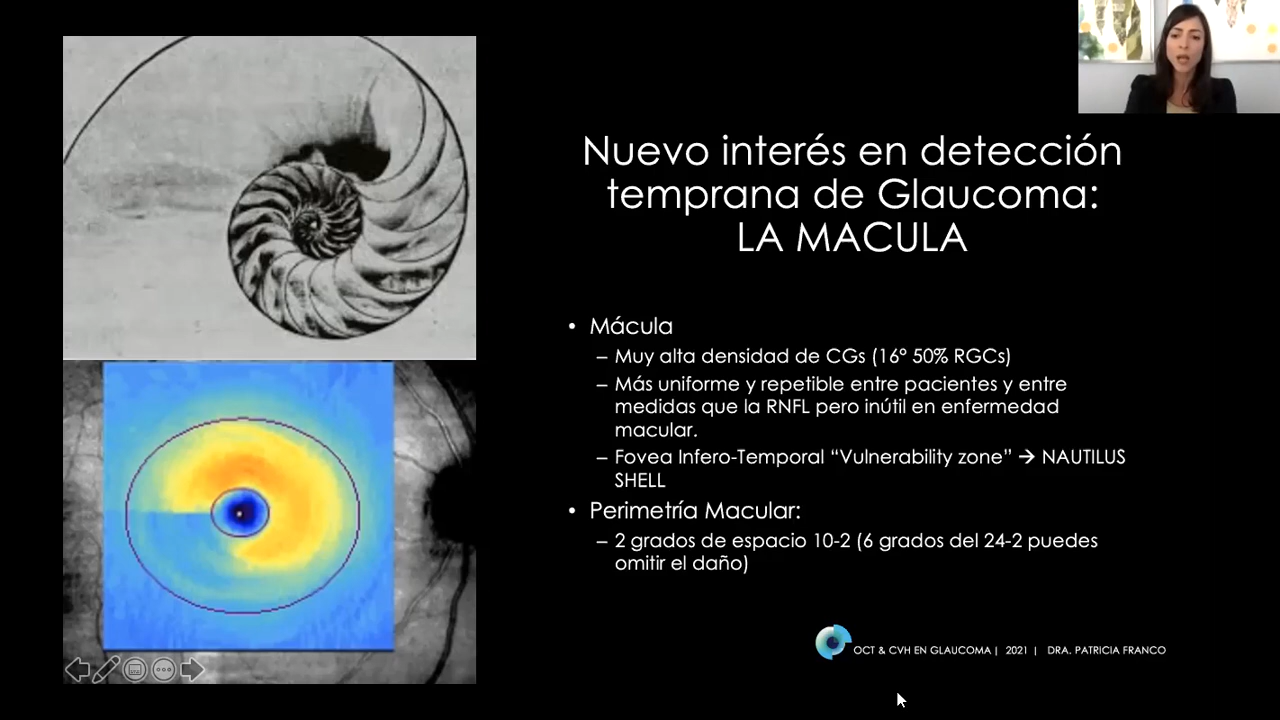 Nuevo interés en detección
temprana de Glaucoma:
LA MACULA
• Mácula
– Muy alta densidad de CGs (16º 50% RGCs)
– Más uniforme y repetible entre pacientes y entre
medidas que la RNFL pero inútil en enfermedad
macular.
– Fovea Infero-Temporal “Vulnerability zone” → NAUTILUS
SHELL
• Perimetría Macular:
– 2 grados de espacio 10-2 (6 grados del 24-2 puedes
omitir el daño)
OCT & CVH EN GLAUCOMA | 2021 | DRA. PATRICIA FRANCO